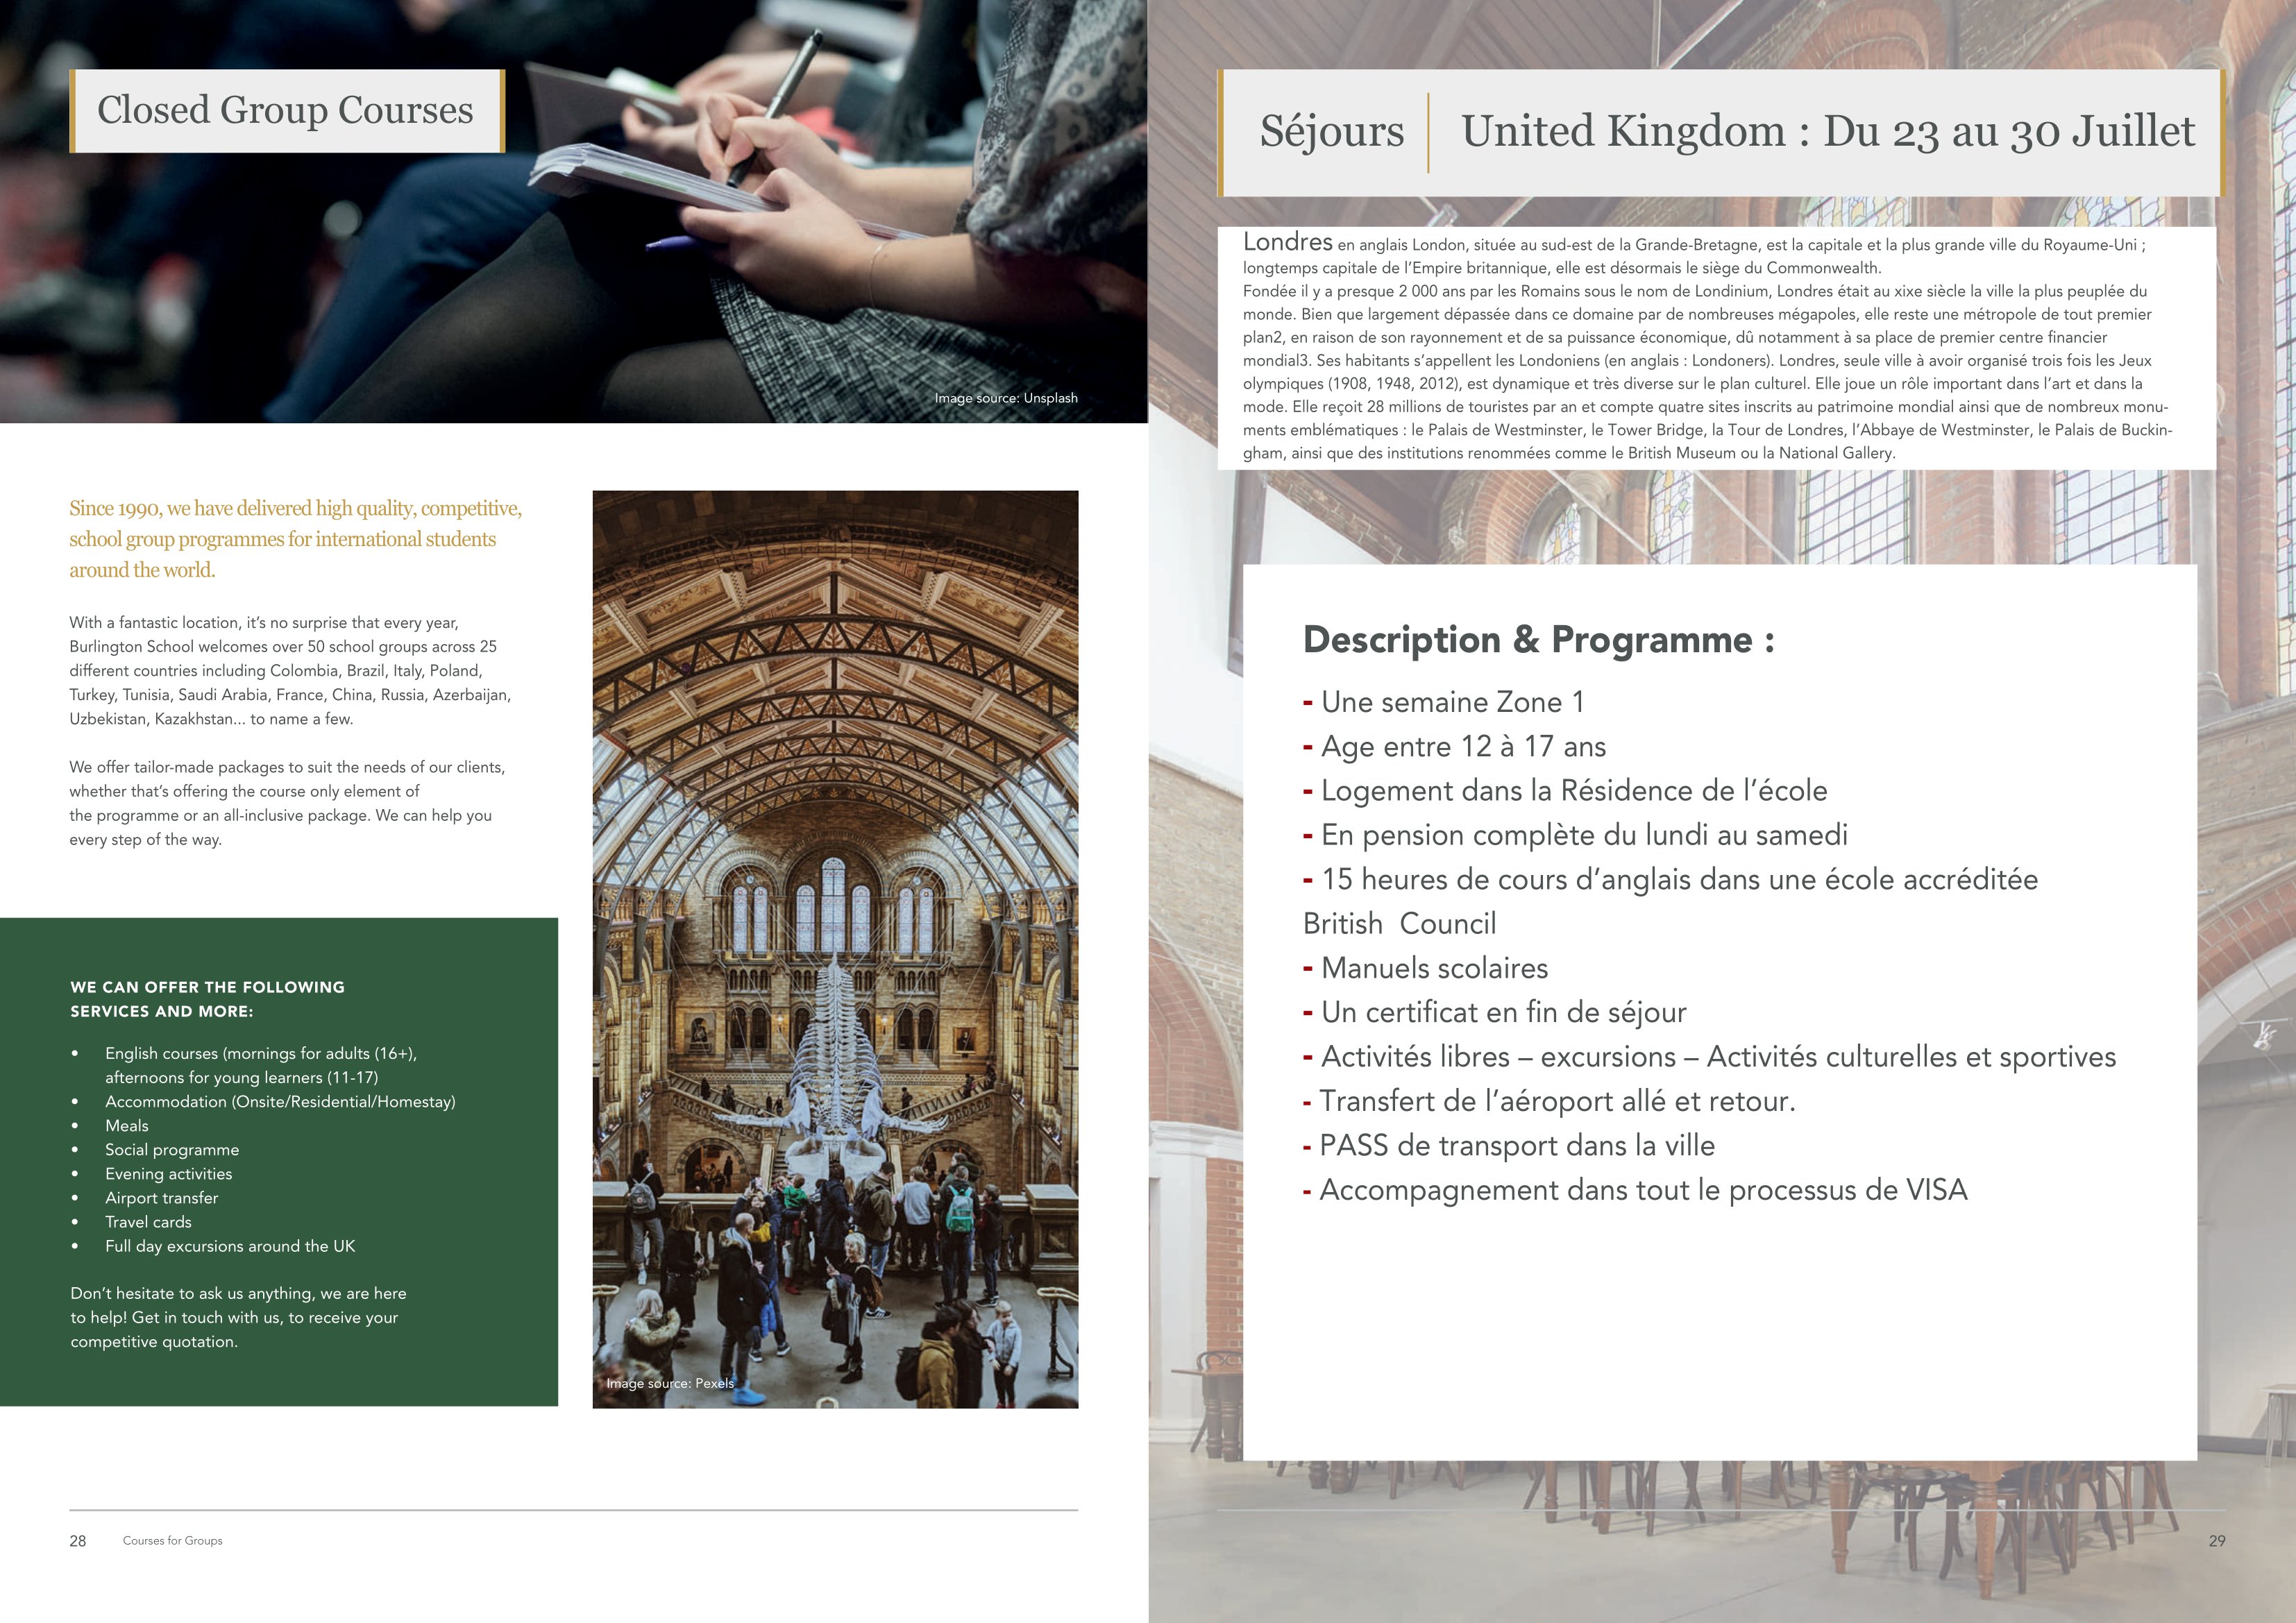 Closed Group Courses
Image source: Unsplash
Since 1990, we have delivered high quality, competitive,
school group programmes for international students
around the world.
With a fantastic location, it’s no surprise that every year,
Burlington School welcomes over 50 school groups across 25
different countries including Colombia, Brazil, Italy, Poland,
Turkey, Tunisia, Saudi Arabia, France, China, Russia, Azerbaijan,
Uzbekistan, Kazakhstan... to name a few.
We offer tailor-made packages to suit the needs of our clients,
whether that’s offering the course only element of
the programme or an all-inclusive package. We can help you
every step of the way.
WE CAN OFFER THE FOLLOWING
SERVICES AND MORE:
• English courses (mornings for adults (16+),
afternoons for young learners (11-17)
• Accommodation (Onsite/Residential/Homestay)
• Meals
• Social programme
• Evening activities
• Airport transfer
• Travel cards
• Full day excursions around the UK
Don’t hesitate to ask us anything, we are here
to help! Get in touch with us, to receive your
competitive quotation.
Image source: Pexels
28 Courses for Groups
Séjours United Kingdom : Du 23 au 30 Juillet
Londres en anglais London, située au sud-est de la Grande-Bretagne, est la capitale et la plus grande ville du Royaume-Uni ;
longtemps capitale de l’Empire britannique, elle est désormais le siège du Commonwealth.
Fondée il y a presque 2 000 ans par les Romains sous le nom de Londinium, Londres était au xixe siècle la ville la plus peuplée du
monde. Bien que largement dépassée dans ce domaine par de nombreuses mégapoles, elle reste une métropole de tout premier
plan2, en raison de son rayonnement et de sa puissance économique, dû notamment à sa place de premier centre financier
mondial3. Ses habitants s’appellent les Londoniens (en anglais : Londoners). Londres, seule ville à avoir organisé trois fois les Jeux
olympiques (1908, 1948, 2012), est dynamique et très diverse sur le plan culturel. Elle joue un rôle important dans l’art et dans la
mode. Elle reçoit 28 millions de touristes par an et compte quatre sites inscrits au patrimoine mondial ainsi que de nombreux monu-
ments emblématiques : le Palais de Westminster, le Tower Bridge, la Tour de Londres, l’Abbaye de Westminster, le Palais de Buckin-
gham, ainsi que des institutions renommées comme le British Museum ou la National Gallery.
Description & Programme :
- Une semaine Zone 1
- Age entre 12 à 17 ans
- Logement dans la Résidence de l’école
- En pension complète du lundi au samedi
- 15 heures de cours d’anglais dans une école accréditée
British Council
- Manuels scolaires
- Un certificat en fin de séjour
- Activités libres – excursions – Activités culturelles et sportives
- Transfert de l’aéroport allé et retour.
- PASS de transport dans la ville
- Accompagnement dans tout le processus de VISA
29